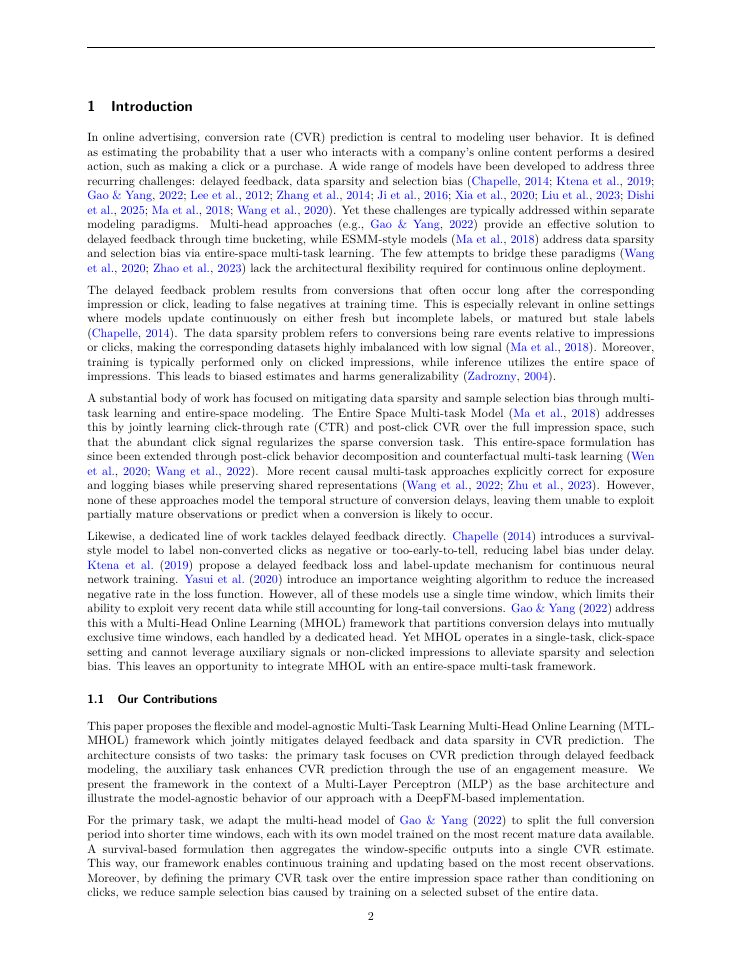 1 Introduction
In online advertising, conversion rate (CVR) prediction is central to modeling user behavior. It is defined
as estimating the probability that a user who interacts with a company's online content performs a desired
action, such as making a click or a purchase. A wide range of models have been developed to address three
recurring challenges: delayed feedback, data sparsity and selection bias (Chapelle, 2014; Ktena et al., 2019;
Gao & Yang, 2022; Lee et al., 2012; Zhang et al., 2014; Ji et al., 2016; Xia et al., 2020; Liu et al., 2023; Dishi
et al., 2025; Ma et al., 2018; Wang et al., 2020). Yet these challenges are typically addressed within separate
modeling paradigms. Multi-head approaches (e.g., Gao & Yang, 2022) provide an effective solution to
delayed feedback through time bucketing, while ESMM-style models (Ma et al., 2018) address data sparsity
and selection bias via entire-space multi-task learning. The few attempts to bridge these paradigms (Wang
et al., 2020; Zhao et al., 2023) lack the architectural flexibility required for continuous online deployment.
The delayed feedback problem results from conversions that often occur long after the corresponding
impression or click, leading to false negatives at training time. This is especially relevant in online settings
where models update continuously on either fresh but incomplete labels, or matured but stale labels
(Chapelle, 2014). The data sparsity problem refers to conversions being rare events relative to impressions
or clicks, making the corresponding datasets highly imbalanced with low signal (Ma et al., 2018). Moreover,
training is typically performed only on clicked impressions, while inference utilizes the entire space of
impressions. This leads to biased estimates and harms generalizability (Zadrozny, 2004).
A substantial body of work has focused on mitigating data sparsity and sample selection bias through multi-
task learning and entire-space modeling. The Entire Space Multi-task Model (Ma et al., 2018) addresses
this by jointly learning click-through rate (CTR) and post-click CVR over the full impression space, such
that the abundant click signal regularizes the sparse conversion task. This entire-space formulation has
since been extended through post-click behavior decomposition and counterfactual multi-task learning (Wen
et al., 2020; Wang et al., 2022). More recent causal multi-task approaches explicitly correct for exposure
and logging biases while preserving shared representations (Wang et al., 2022; Zhu et al., 2023). However,
none of these approaches model the temporal structure of conversion delays, leaving them unable to exploit
partially mature observations or predict when a conversion is likely to occur.
Likewise, a dedicated line of work tackles delayed feedback directly. Chapelle (2014) introduces a survival-
style model to label non-converted clicks as negative or too-early-to-tell, reducing label bias under delay.
Ktena et al. (2019) propose a delayed feedback loss and label-update mechanism for continuous neural
network training. Yasui et al. (2020) introduce an importance weighting algorithm to reduce the increased
negative rate in the loss function. However, all of these models use a single time window, which limits their
ability to exploit very recent data while still accounting for long-tail conversions. Gao & Yang (2022) address
this with a Multi-Head Online Learning (MHOL) framework that partitions conversion delays into mutually
exclusive time windows, each handled by a dedicated head. Yet MHOL operates in a single-task, click-space
setting and cannot leverage auxiliary signals or non-clicked impressions to alleviate sparsity and selection
bias. This leaves an opportunity to integrate MHOL with an entire-space multi-task framework.
1.1 Our Contributions
This paper proposes the flexible and model-agnostic Multi-Task Learning Multi-Head Online Learning (MTL-
MHOL) framework which jointly mitigates delayed feedback and data sparsity in CVR prediction. The
architecture consists of two tasks: the primary task focuses on CVR prediction through delayed feedback
modeling, the auxiliary task enhances CVR prediction through the use of an engagement measure. We
present the framework in the context of a Multi-Layer Perceptron (MLP) as the base architecture and
illustrate the model-agnostic behavior of our approach with a DeepFM-based implementation.
For the primary task, we adapt the multi-head model of Gao & Yang (2022) to split the full conversion
period into shorter time windows, each with its own model trained on the most recent mature data available.
A survival-based formulation then aggregates the window-specific outputs into a single CVR estimate.
This way, our framework enables continuous training and updating based on the most recent observations.
Moreover, by defining the primary CVR task over the entire impression space rather than conditioning on
clicks, we reduce sample selection bias caused by training on a selected subset of the entire data.
2